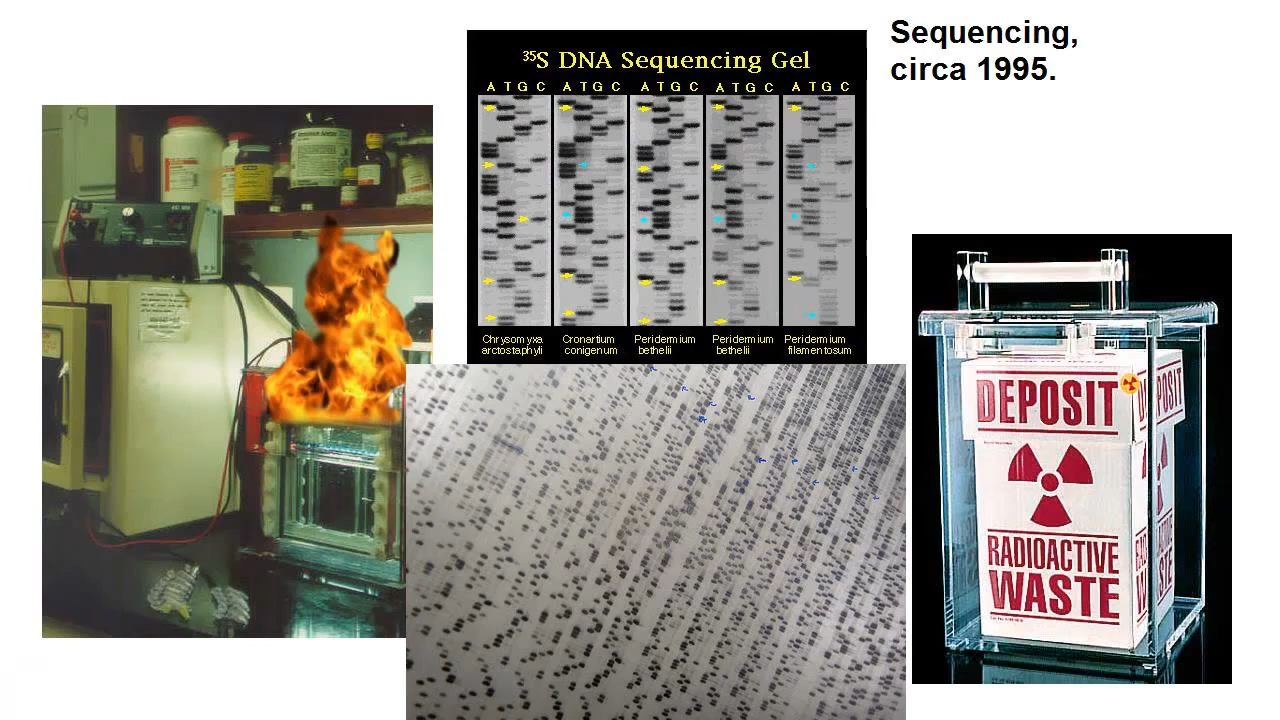 Sequencing,
circa 1995.
³⁵S DNA Sequencing Gel
A T G C A T G C A T G C A T G C A T G C
Chrysomyxa arctostaphyli
Cronartium conigenum
Peridermium bethelii
Peridermium bethelii
Peridermium filamentosum
DEPOSIT
RADIOACTIVE
WASTE
POSIT